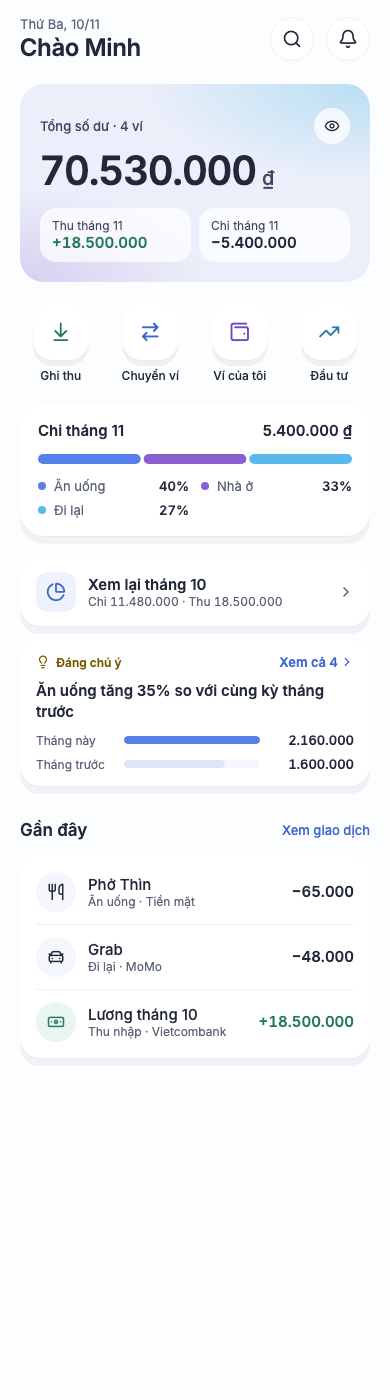 Thứ Ba, 10/11
Chào Minh
Tổng số dư · 4 ví
70.530.000 ₫
Thu tháng 11
+18.500.000
Chi tháng 11
−5.400.000
Ghi thu
Chuyển ví
Ví của tôi
Đầu tư
Chi tháng 11
5.400.000 ₫
Ăn uống 40%
Nhà ở 33%
Đi lại 27%
Xem lại tháng 10
Chi 11.480.000 · Thu 18.500.000
Đáng chú ý
Xem cả 4
Ăn uống tăng 35% so với cùng kỳ tháng
trước
Tháng này 2.160.000
Tháng trước 1.600.000
Gần đây
Xem giao dịch
Phở Thìn
Ăn uống · Tiền mặt
−65.000
Grab
Đi lại · MoMo
−48.000
Lương tháng 10
Thu nhập · Vietcombank
+18.500.000